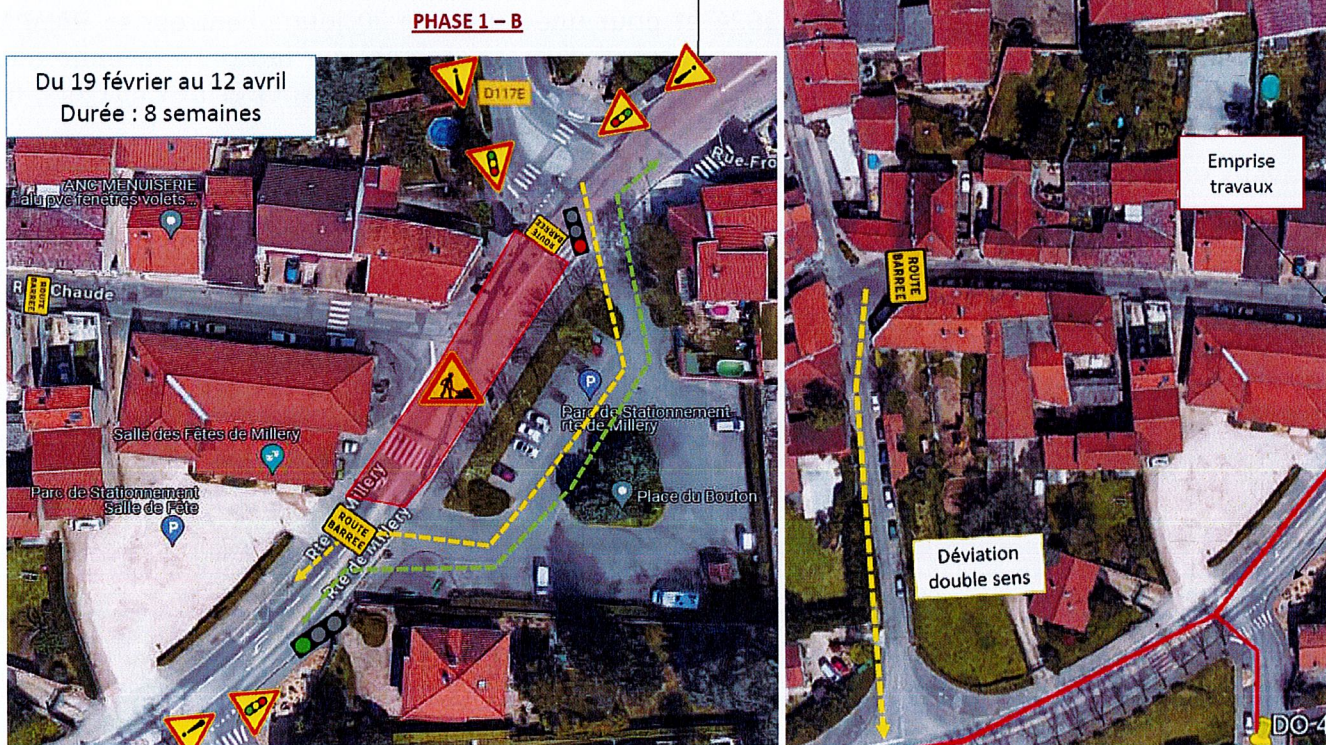 PHASE 1 – B
Du 19 février au 12 avril
Durée : 8 semaines
D117E
Rue-Fro
ANC MENUISERIE
alu pvc fenêtres volets...
ROUTE
BARREE
ROUTE
BARREE
Chaude
Salle des Fêtes de Millery
Parc de Stationnement
Salle de Fête
P
P
Parc de Stationnement
rte de Millery
Place du Bouton
Millery
Rte de Millery
ROUTE
BARREE
Emprise
travaux
ROUTE
BARREE
Déviation
double sens
DO-4